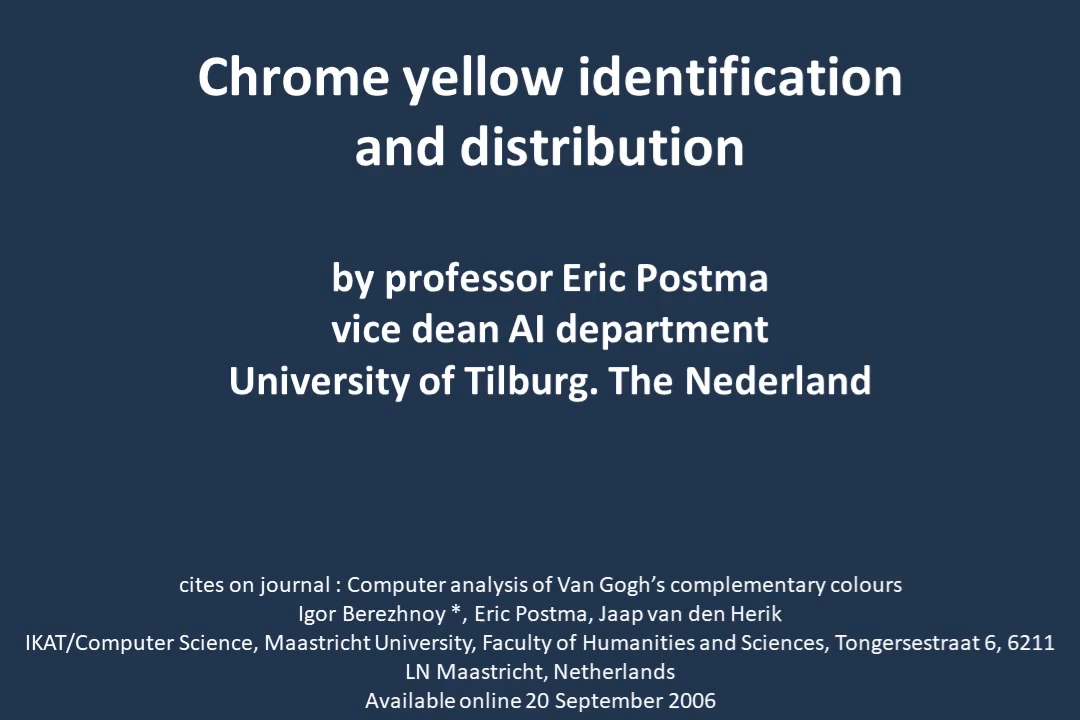 Chrome yellow identification
and distribution
by professor Eric Postma
vice dean AI department
University of Tilburg. The Nederland
cites on journal : Computer analysis of Van Gogh’s complementary colours
Igor Berezhnoy *, Eric Postma, Jaap van den Herik
IKAT/Computer Science, Maastricht University, Faculty of Humanities and Sciences, Tongersestraat 6, 6211
LN Maastricht, Netherlands
Available online 20 September 2006